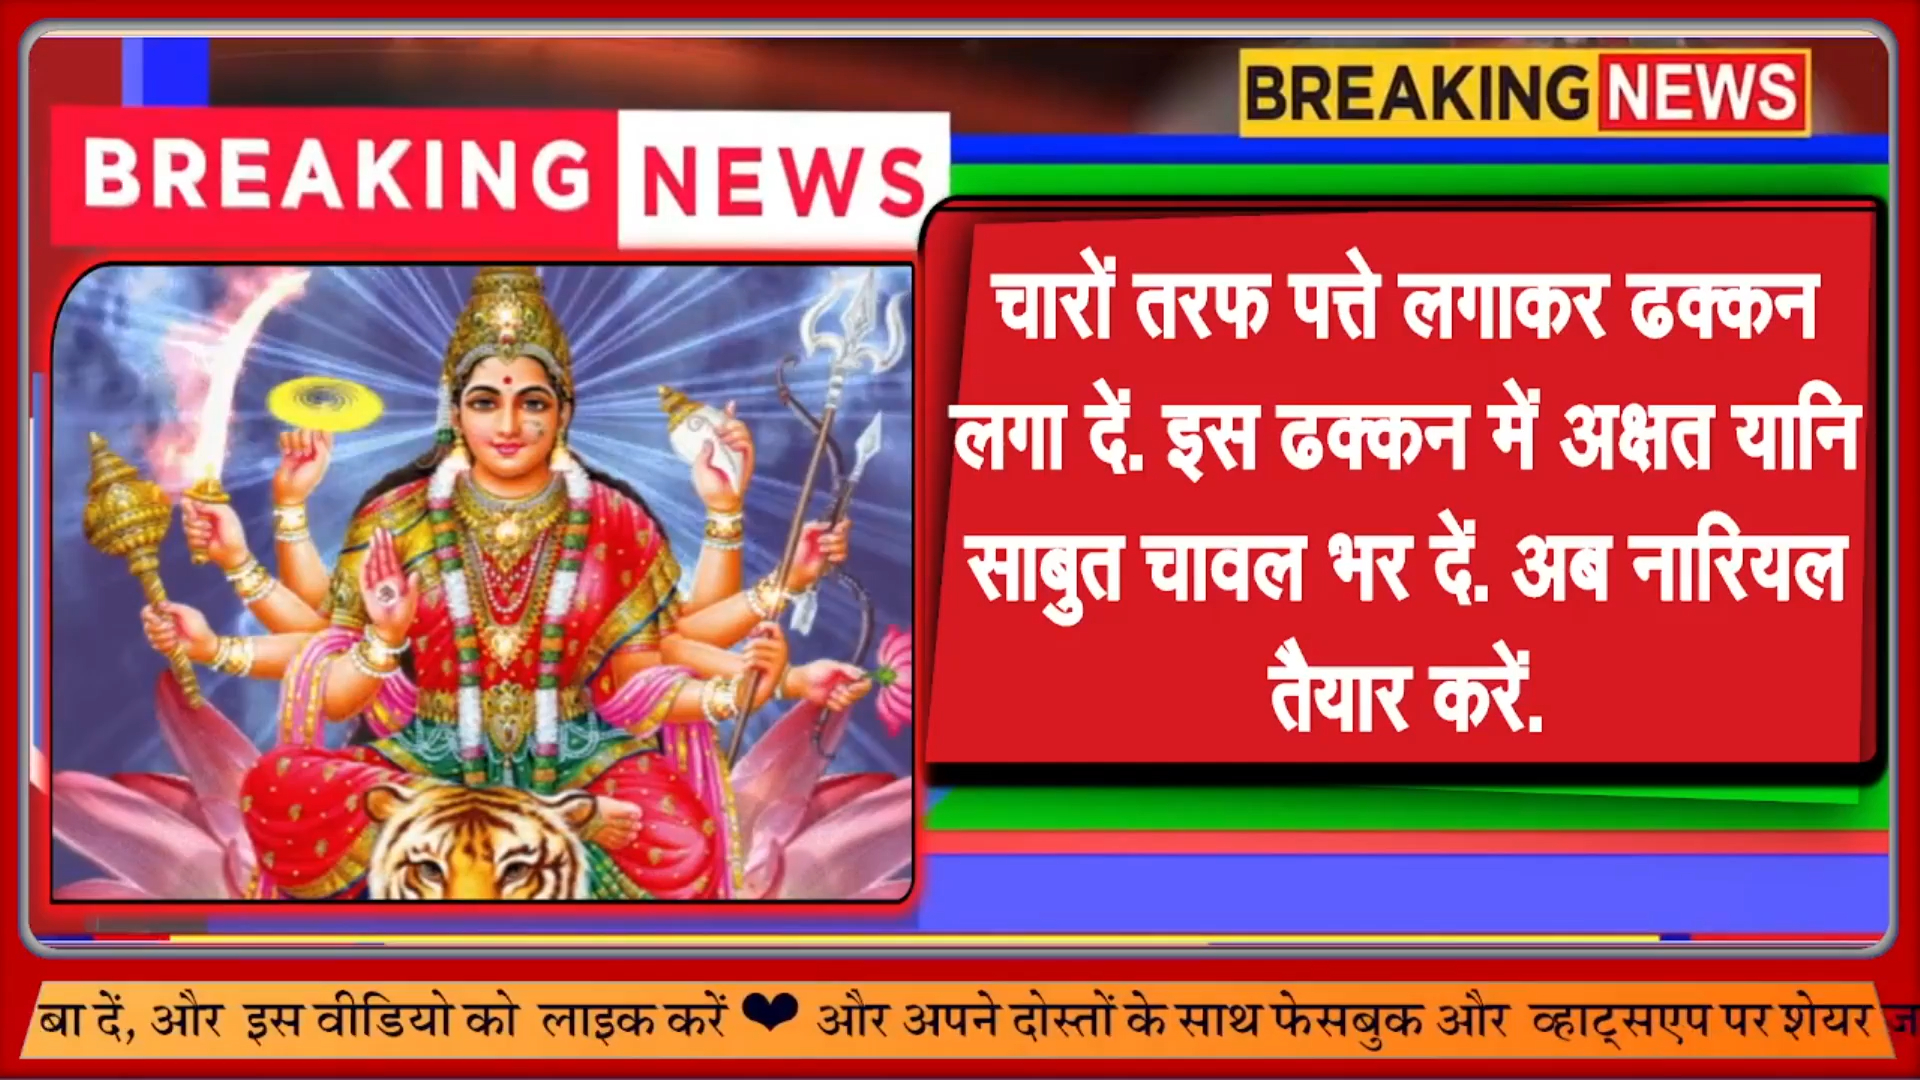 BREAKING NEWS
BREAKING NEWS
चारों तरफ पत्ते लगाकर ढक्कन
लगा दें. इस ढक्कन में अक्षत यानि
साबुत चावल भर दें. अब नारियल
तैयार करें.
बा दें, और इस वीडियो को लाइक करें ❤ और अपने दोस्तों के साथ फेसबुक और व्हाट्सएप पर शेयर ज